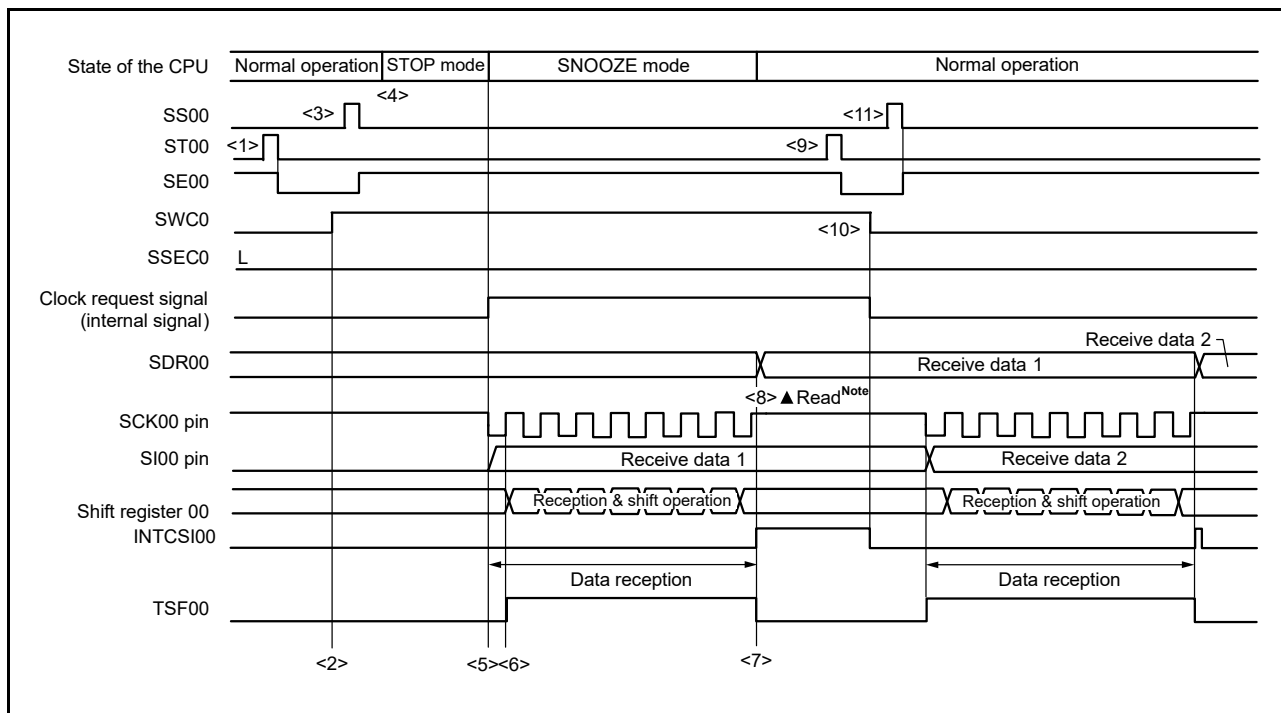 State of the CPU Normal operation STOP mode SNOOZE mode Normal operation
<4>
SS00 <3> <11>
ST00 <1> <9>
SE00
SWC0 <10>
SSEC0 L
Clock request signal
(internal signal)
Receive data 2
SDR00 Receive data 1
<8> ▲ Read Note
SCK00 pin
SI00 pin Receive data 1 Receive data 2
Shift register 00 Reception & shift operation Reception & shift operation
INTCSI00
Data reception Data reception
TSF00
<2> <5> <6> <7>